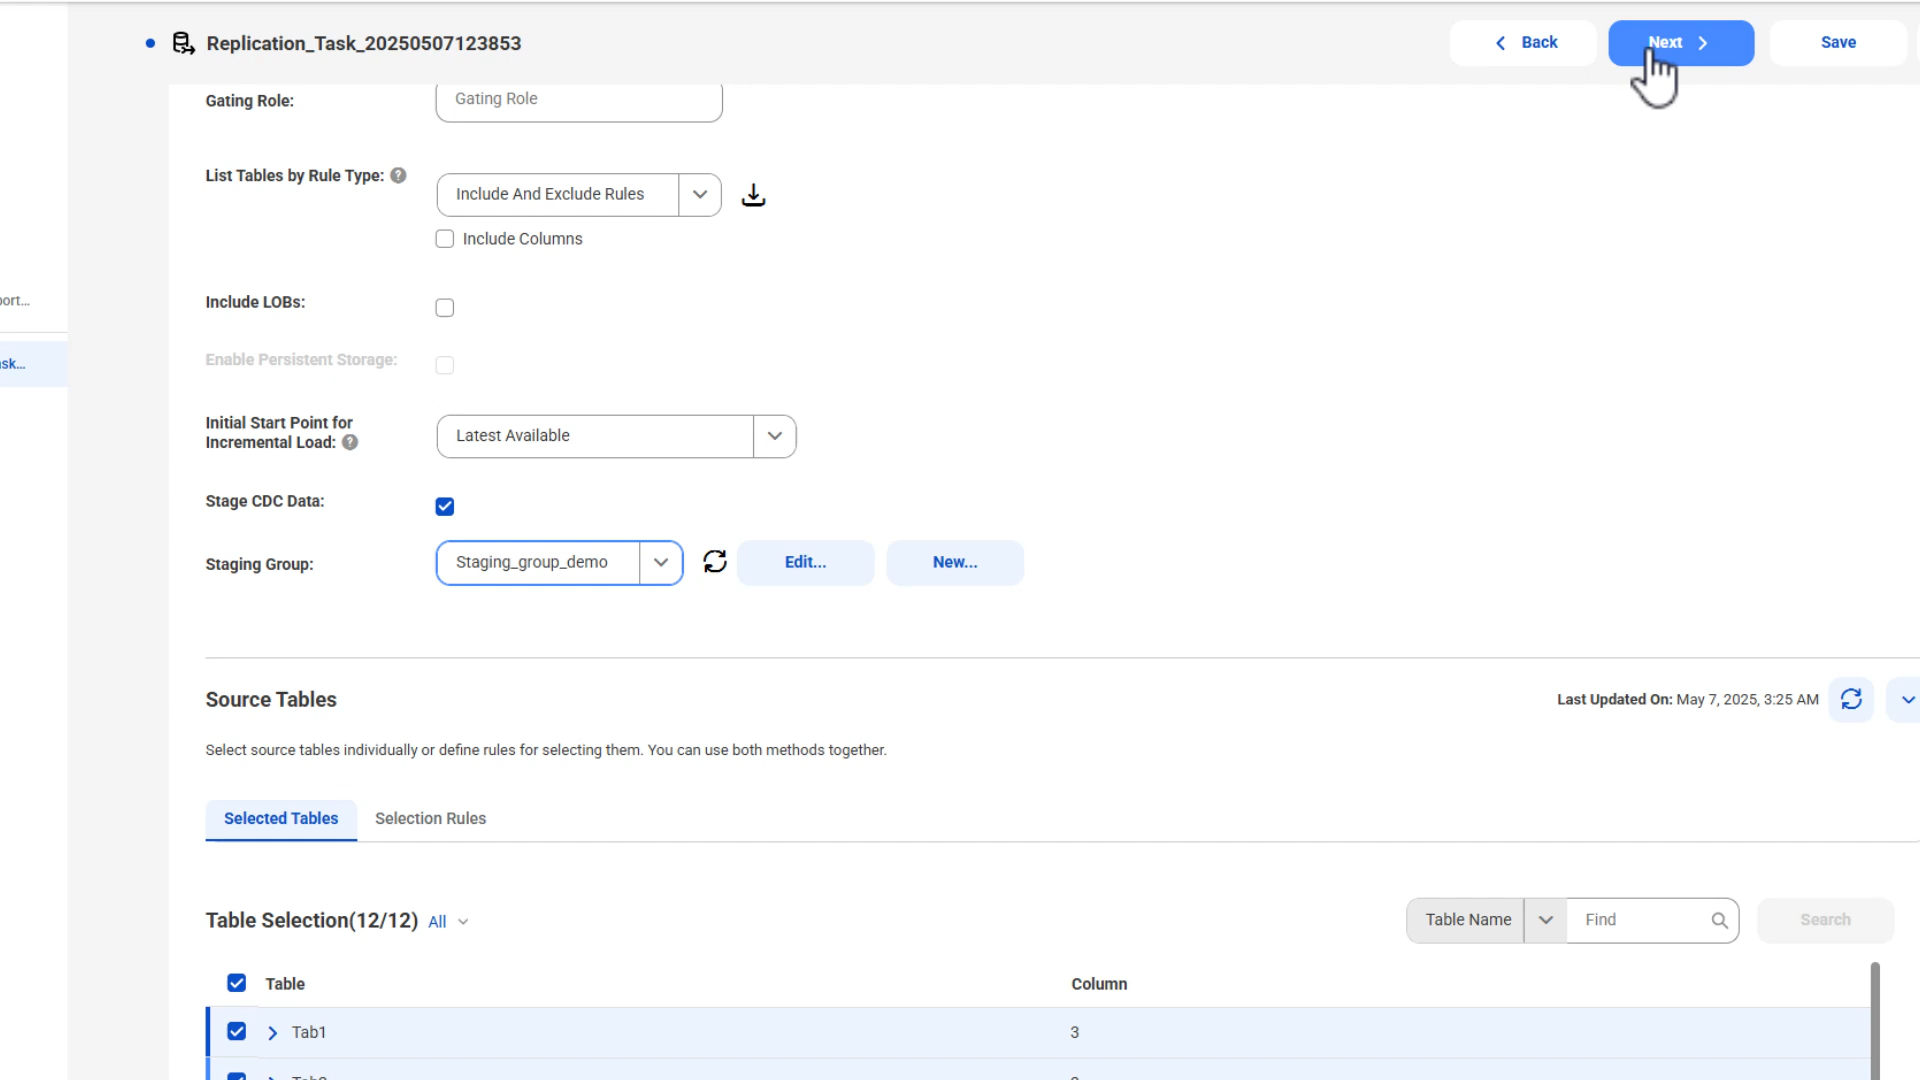 Replication_Task_20250507123853
Back
Next
Save
Gating Role:
Gating Role
List Tables by Rule Type:
Include And Exclude Rules
Include Columns
Include LOBs:
Enable Persistent Storage:
Initial Start Point for
Incremental Load:
Latest Available
Stage CDC Data:
Staging Group:
Staging_group_demo
Edit...
New...
Source Tables
Last Updated On: May 7, 2025, 3:25 AM
Select source tables individually or define rules for selecting them. You can use both methods together.
Selected Tables
Selection Rules
Table Selection(12/12) All
Table Name
Find
Search
Table
Column
Tab1
3